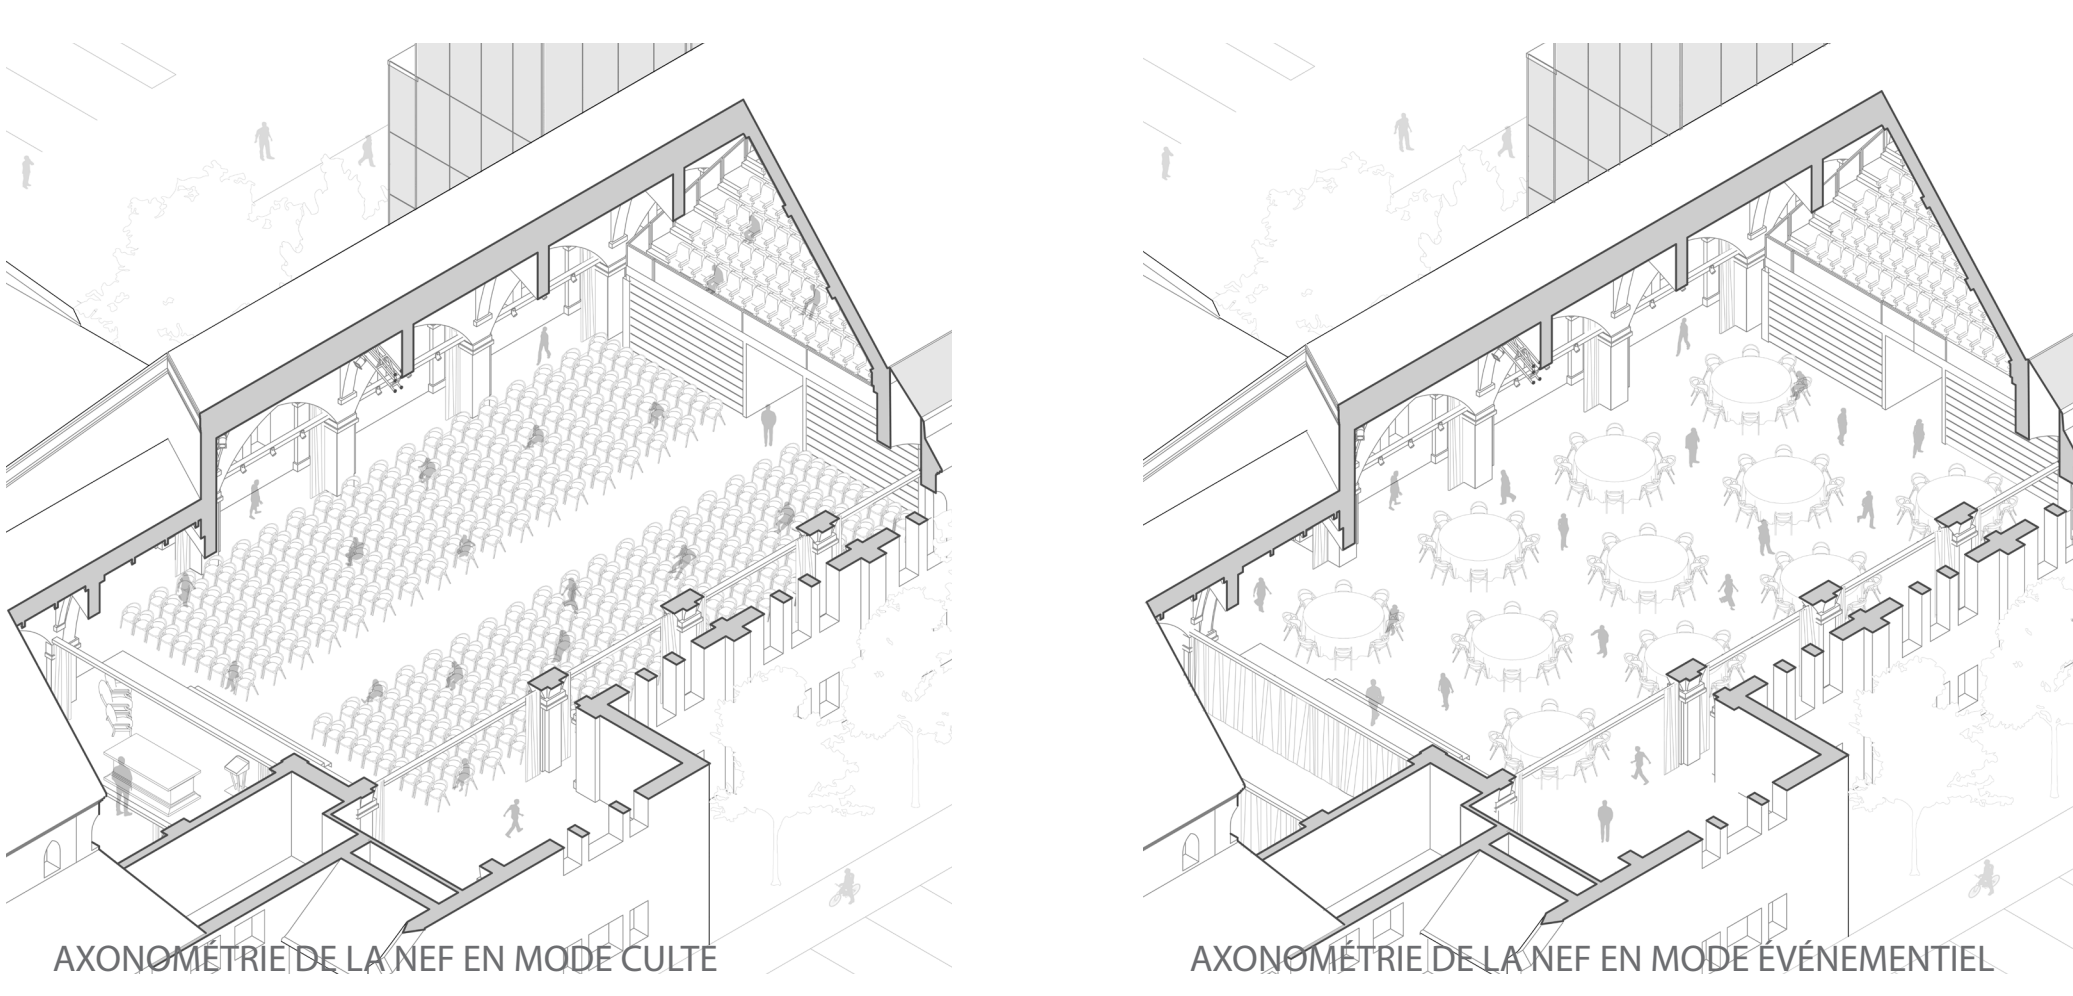 AXONOMÉTRIE DE LA NEF EN MODE CULTE
AXONOMÉTRIE DE LA NEF EN MODE ÉVÉNEMENTIEL